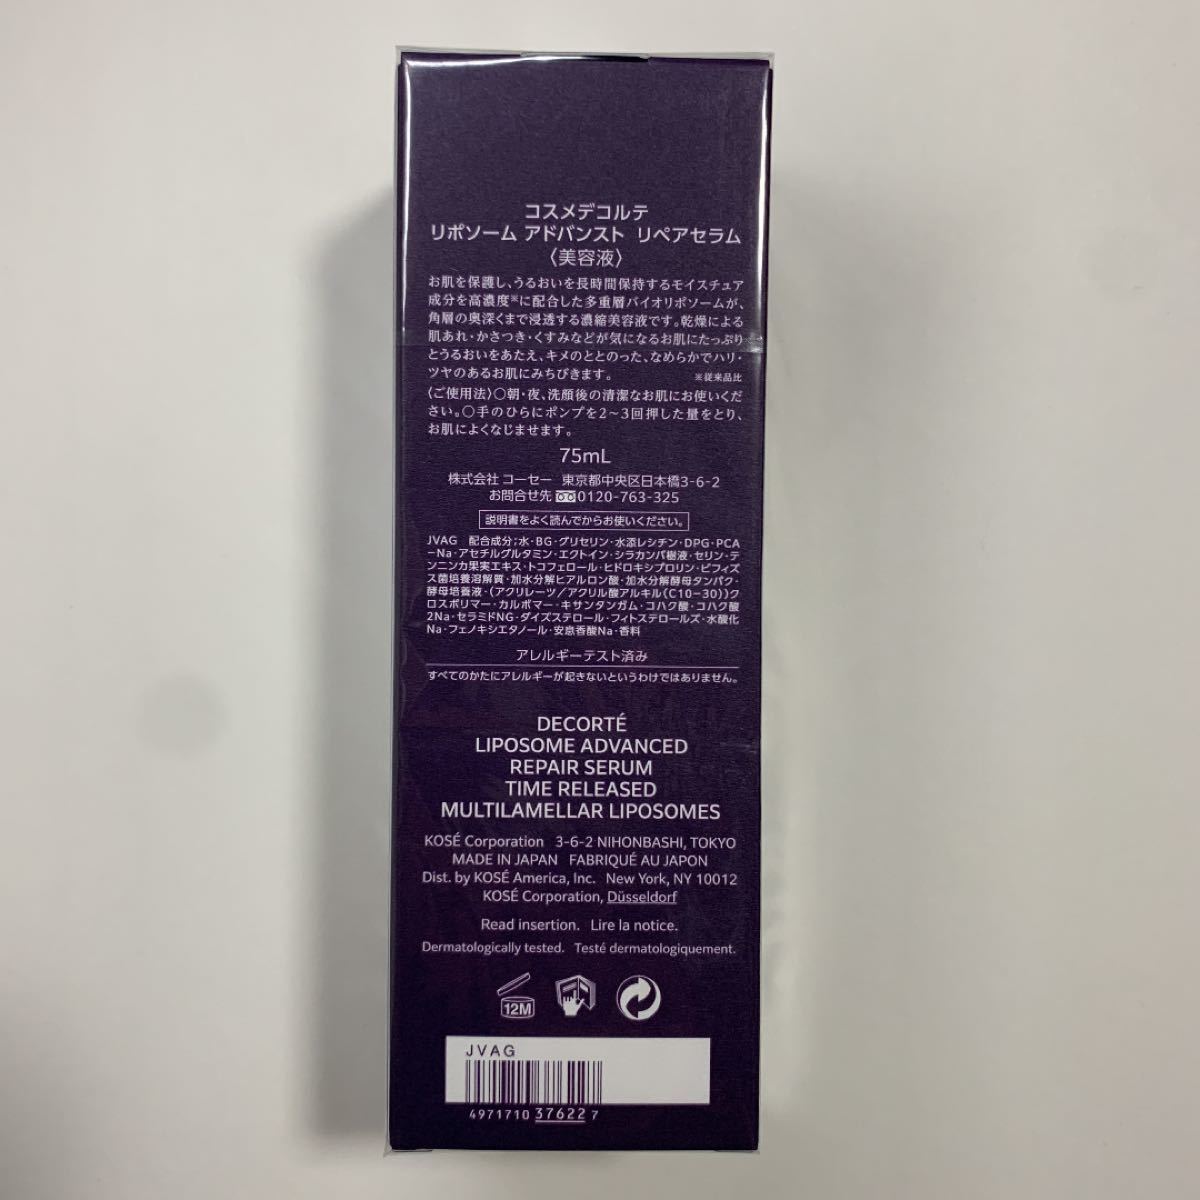 コスメデコルテ
リポソーム アドバンスト リペアセラム
〈美容液〉
お肌を保護し、うるおいを長時間保持するモイスチュア
成分を高濃度※に配合した多重層バイオリポソームが、
角層の奥深くまで浸透する濃縮美容液です。乾燥による
肌あれ・かさつき・くすみなどが気になるお肌にたっぷり
とうるおいをあたえ、キメのととのった、なめらかでハリ・
ツヤのあるお肌にみちびきます。 ※従来品比
〈ご使用法〉○朝・夜、洗顔後の清潔なお肌にお使いくだ
さい。○手のひらにポンプを2〜3回押した量をとり、
お肌によくなじませます。
75mL
株式会社 コーセー 東京都中央区日本橋3-6-2
お問合せ先 0120-763-325
説明書をよく読んでからお使いください。
JVAG 配合成分;水・BG・グリセリン・水添レシチン・DPG・PCA
-Na・アセチルグルタミン・エクトイン・シラカンバ樹液・セリン・テ
ンニンカ果実エキス・トコフェロール・ヒドロキシプロリン・ビフィズ
ス菌培養溶解質・加水分解ヒアルロン酸・加水分解酵母タンパク・
酵母培養液・(アクリレーツ/アクリル酸アルキル(C10-30))ク
ロスポリマー・カルボマー・キサンタンガム・コハク酸・コハク酸
2Na・セラミドNG・ダイズステロール・フィトステロールズ・水酸化
Na・フェノキシエタノール・安息香酸Na・香料
アレルギーテスト済み
すべてのかたにアレルギーが起きないというわけではありません。
DECORTÉ
LIPOSOME ADVANCED
REPAIR SERUM
TIME RELEASED
MULTILAMELLAR LIPOSOMES
KOSÉ Corporation 3-6-2 NIHONBASHI, TOKYO
MADE IN JAPAN FABRIQUÉ AU JAPON
Dist. by KOSÉ America, Inc. New York, NY 10012
KOSÉ Corporation, Düsseldorf
Read insertion. Lire la notice.
Dermatologically tested. Testé dermatologiquement.
12M
JVAG
4971710 37622 7